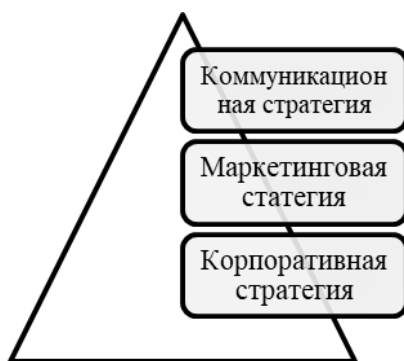 Коммуникацион
ная стратегия
Маркетинговая
статегия
Корпоративная
стратегия